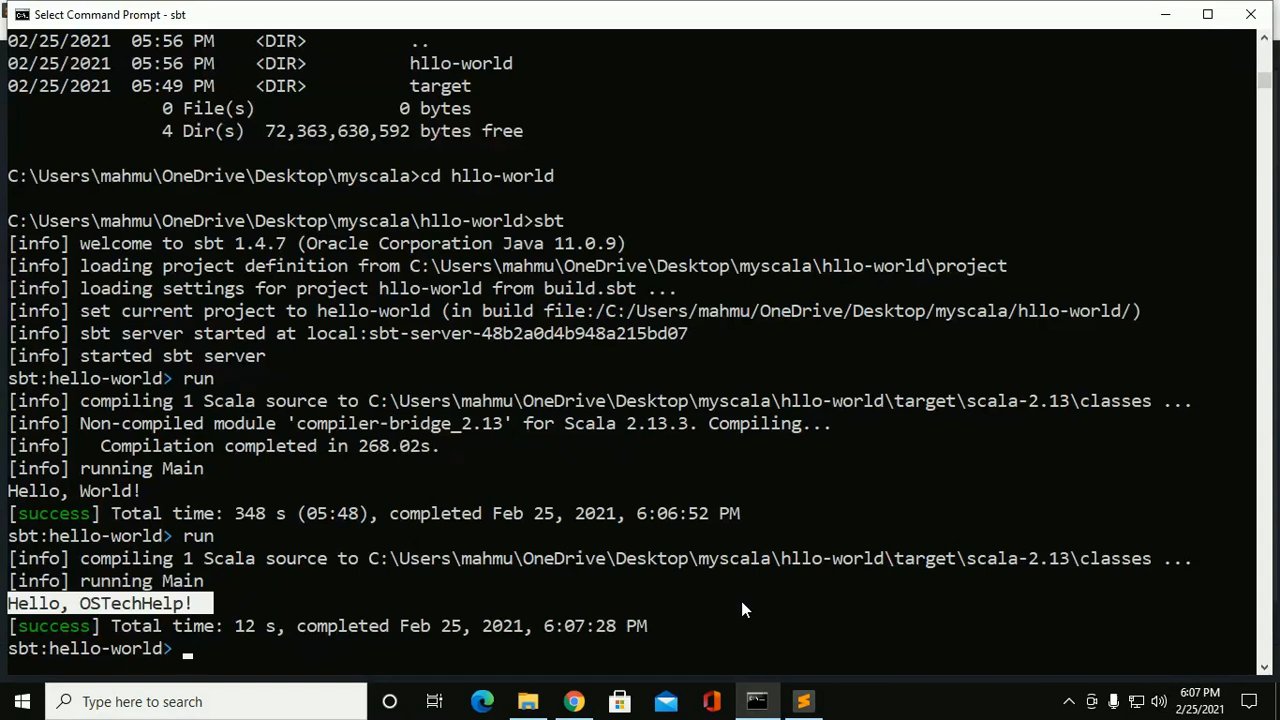 Select Command Prompt - sbt
02/25/2021  05:56 PM    <DIR>          ..
02/25/2021  05:56 PM    <DIR>          hllo-world
02/25/2021  05:49 PM    <DIR>          target
               0 File(s)              0 bytes
               4 Dir(s)  72,363,630,592 bytes free
C:\Users\mahmu\OneDrive\Desktop\myscala>cd hllo-world
C:\Users\mahmu\OneDrive\Desktop\myscala\hllo-world>sbt
[info] welcome to sbt 1.4.7 (Oracle Corporation Java 11.0.9)
[info] loading project definition from C:\Users\mahmu\OneDrive\Desktop\myscala\hllo-world\project
[info] loading settings for project hllo-world from build.sbt ...
[info] set current project to hello-world (in build file:/C:/Users/mahmu/OneDrive/Desktop/myscala/hllo-world/)
[info] sbt server started at local:sbt-server-48b2a0d4b948a215bd07
[info] started sbt server
sbt:hello-world> run
[info] compiling 1 Scala source to C:\Users\mahmu\OneDrive\Desktop\myscala\hllo-world\target\scala-2.13\classes ...
[info] Non-compiled module 'compiler-bridge_2.13' for Scala 2.13.3. Compiling...
[info]   Compilation completed in 268.02s.
[info] running Main
Hello, World!
[success] Total time: 348 s (05:48), completed Feb 25, 2021, 6:06:52 PM
sbt:hello-world> run
[info] compiling 1 Scala source to C:\Users\mahmu\OneDrive\Desktop\myscala\hllo-world\target\scala-2.13\classes ...
[info] running Main
Hello, OSTechHelp!
[success] Total time: 12 s, completed Feb 25, 2021, 6:07:28 PM
sbt:hello-world>
Type here to search
6:07 PM
2/25/2021